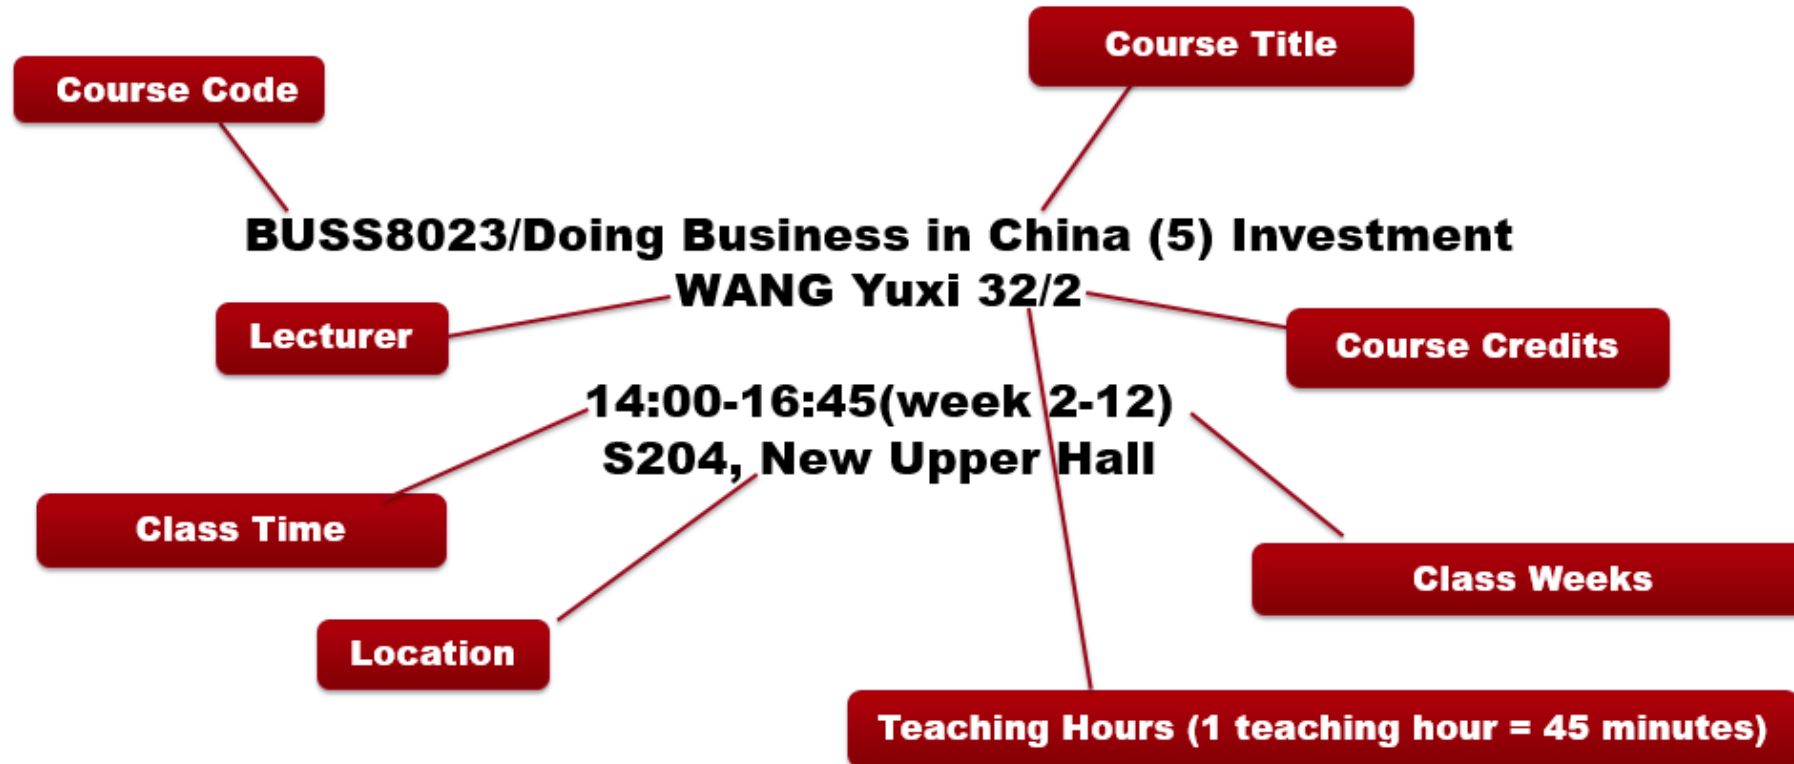 Course Title
Course Code
BUSS8023/Doing Business in China (5) Investment
WANG Yuxi 32/2
Lecturer
Course Credits
14:00-16:45(week 2-12)
S204, New Upper Hall
Class Time
Class Weeks
Location
Teaching Hours (1 teaching hour = 45 minutes)